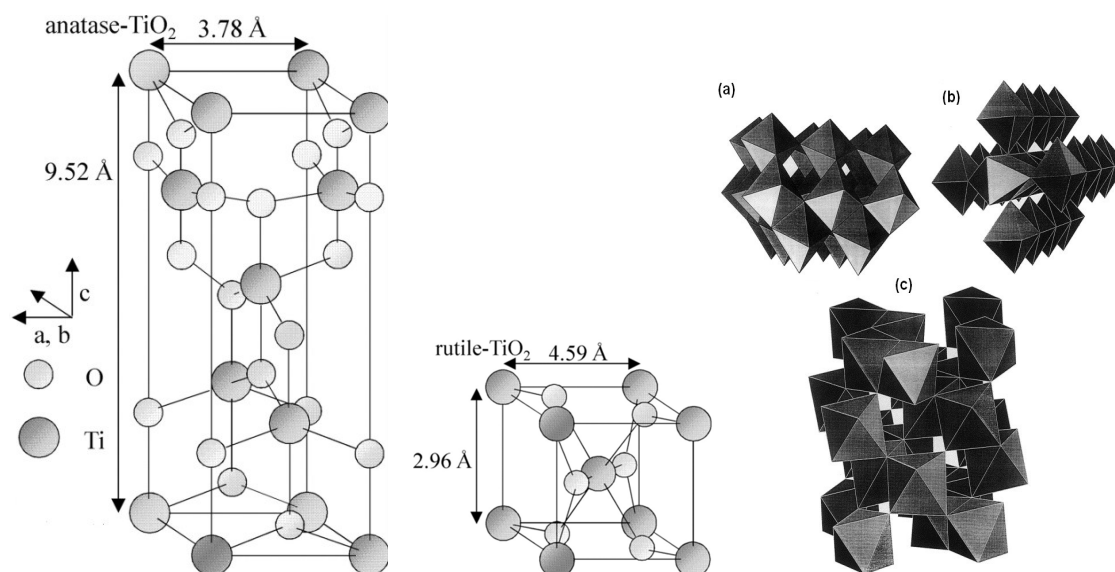 anatase-TiO₂
3.78 Å
9.52 Å
c
a, b
O
Ti
rutile-TiO₂
4.59 Å
2.96 Å
(a)
(b)
(c)